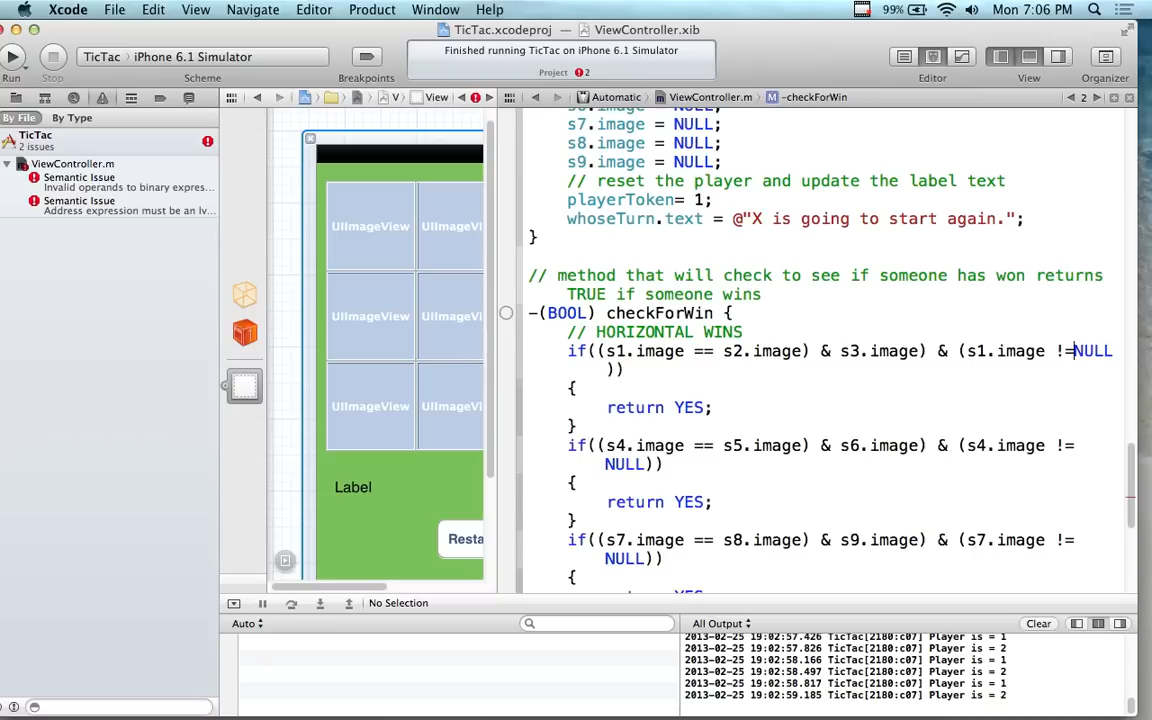 Xcode File Edit View Navigate Editor Product Window Help 99% Mon 7:06 PM
TicTac.xcodeproj ViewController.xib
TicTac iPhone 6.1 Simulator
Finished running TicTac on iPhone 6.1 Simulator
Project 2
Run Stop Scheme Breakpoints Editor View Organizer
V View Automatic ViewController.m M -checkForWin 2
By File By Type
TicTac
2 issues
ViewController.m
Semantic Issue
Invalid operands to binary expres...
Semantic Issue
Address expression must be an lv...
UIImageView UIImageVi
UIImageView UIImageVi
UIImageView UIImageVi
Label
Resta
s7.image = NULL;
s8.image = NULL;
s9.image = NULL;
// reset the player and update the label text
playerToken= 1;
whoseTurn.text = @"X is going to start again.";
}
// method that will check to see if someone has won returns
TRUE if someone wins
-(BOOL) checkForWin {
// HORIZONTAL WINS
if((s1.image == s2.image) & s3.image) & (s1.image !=NULL
))
{
return YES;
}
if((s4.image == s5.image) & s6.image) & (s4.image !=
NULL))
{
return YES;
}
if((s7.image == s8.image) & s9.image) & (s7.image !=
NULL))
{
No Selection
Auto All Output Clear
2013-02-25 19:02:57.426 TicTac[2180:c07] Player is = 1
2013-02-25 19:02:57.826 TicTac[2180:c07] Player is = 2
2013-02-25 19:02:58.166 TicTac[2180:c07] Player is = 1
2013-02-25 19:02:58.497 TicTac[2180:c07] Player is = 2
2013-02-25 19:02:58.817 TicTac[2180:c07] Player is = 1
2013-02-25 19:02:59.185 TicTac[2180:c07] Player is = 2